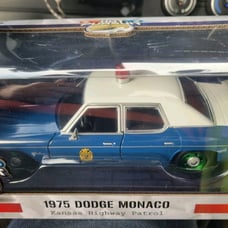 1975 DODGE MONACO
Kansas Highway Patrol